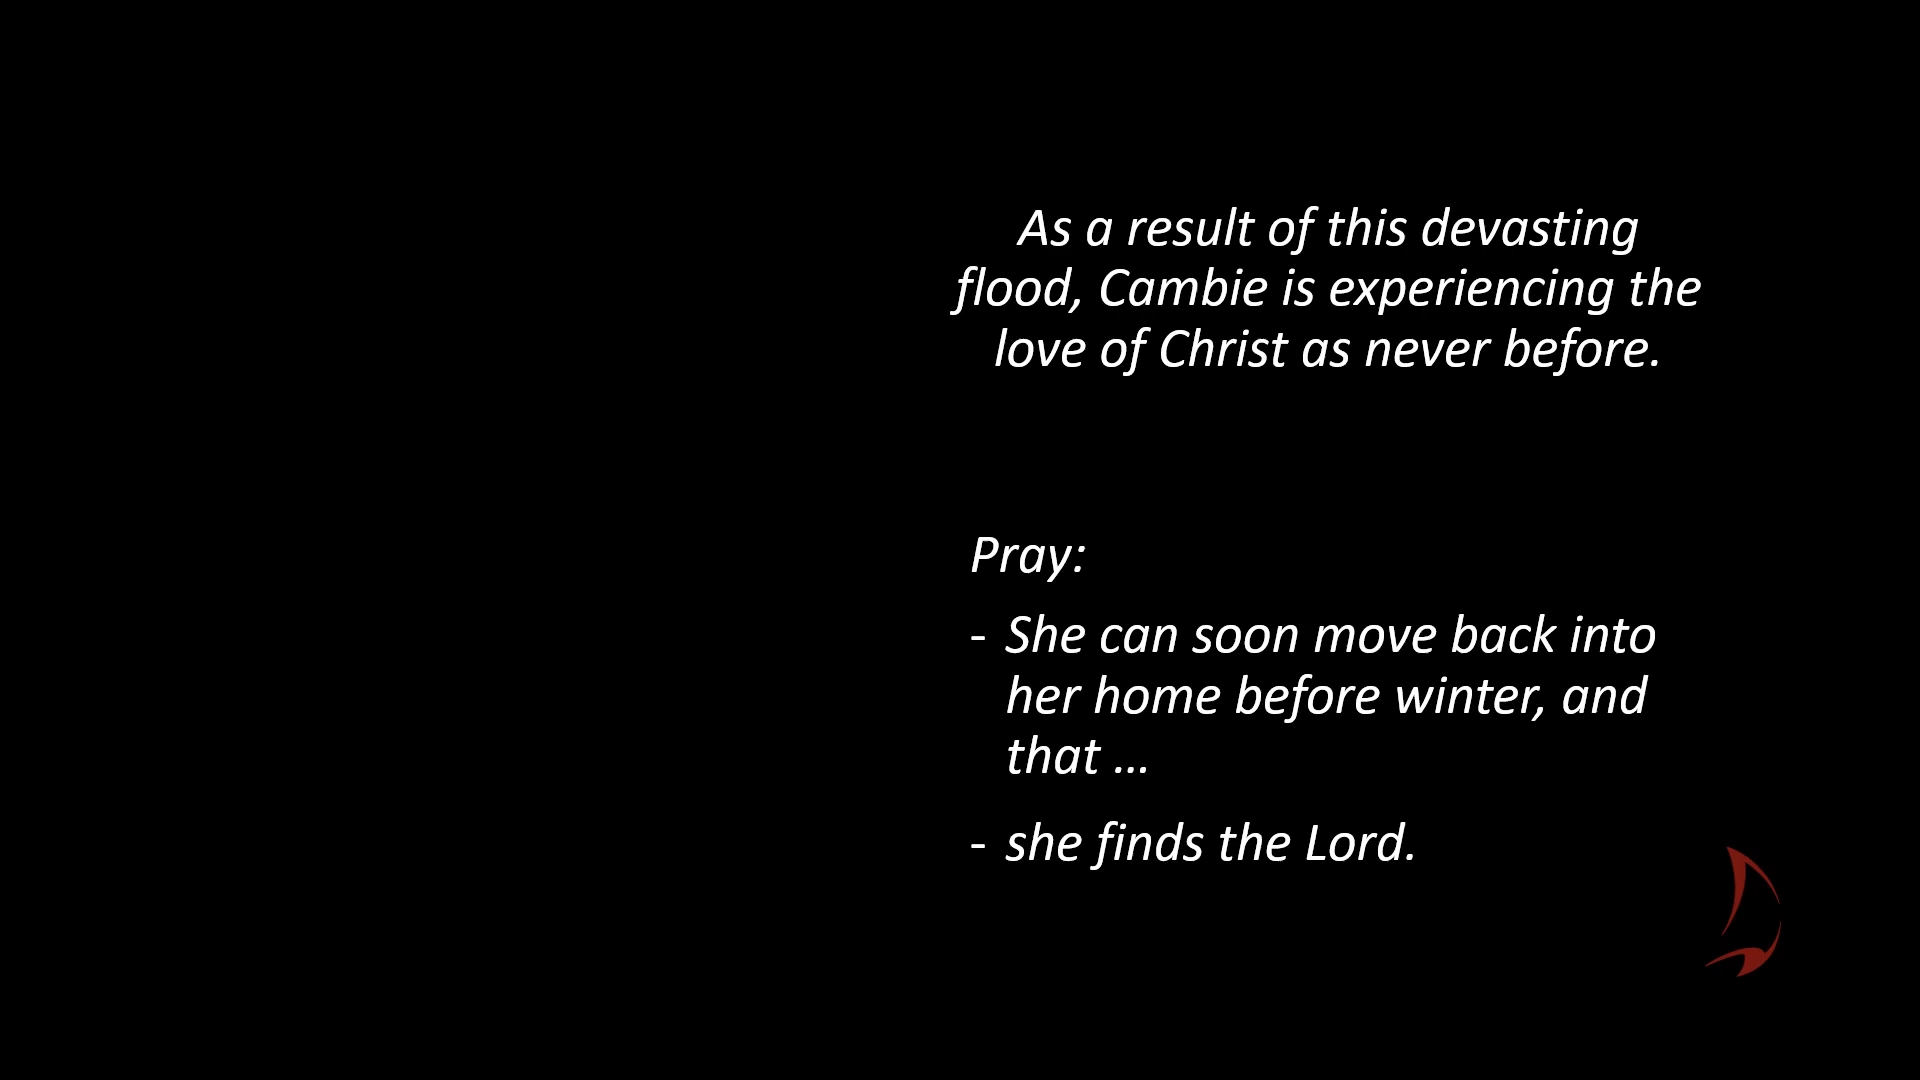 As a result of this devasting
flood, Cambie is experiencing the
love of Christ as never before.
Pray:
- She can soon move back into
her home before winter, and
that ...
- she finds the Lord.